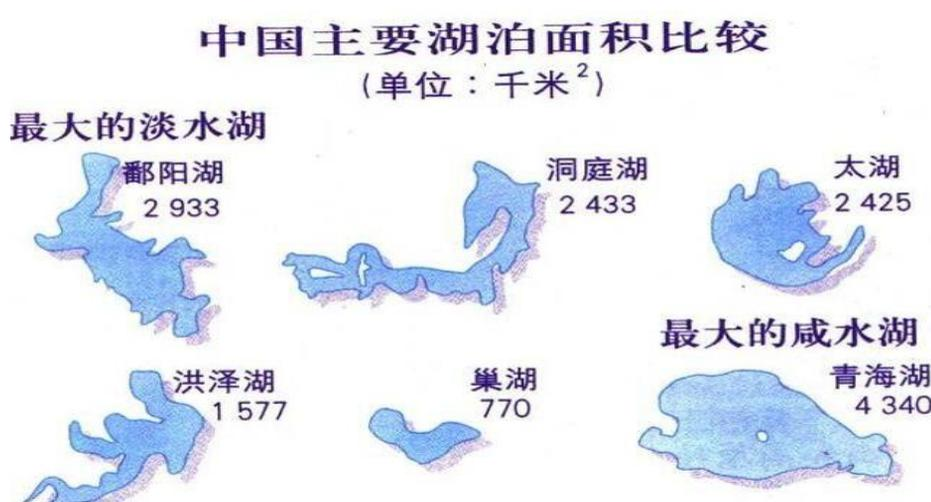 中国主要湖泊面积比较
(单位：千米²)
最大的淡水湖
鄱阳湖
2 933
洞庭湖
2 433
太湖
2 425
最大的咸水湖
洪泽湖
1 577
巢湖
770
青海湖
4 340